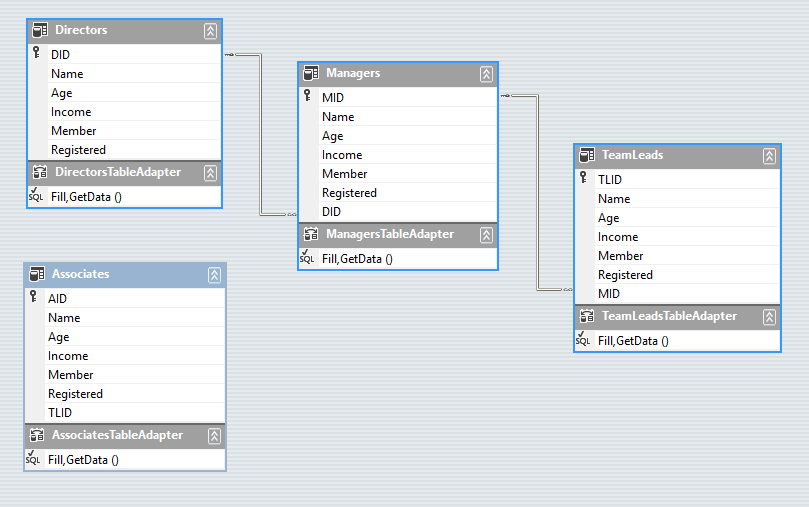 Directors
DID
Name
Age
Income
Member
Registered
DirectorsTableAdapter
SQL Fill,GetData ()
Managers
MID
Name
Age
Income
Member
Registered
DID
ManagersTableAdapter
SQL Fill,GetData ()
TeamLeads
TLID
Name
Age
Income
Member
Registered
MID
TeamLeadsTableAdapter
SQL Fill,GetData ()
Associates
AID
Name
Age
Income
Member
Registered
TLID
AssociatesTableAdapter
SQL Fill,GetData ()